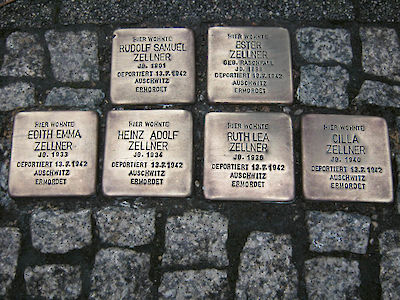 HIER WOHNTE
RUDOLF SAMUEL
ZELLNER
JG. 1901
DEPORTIERT 13.7.1942
AUSCHWITZ
ERMORDET
HIER WOHNTE
ESTER
ZELLNER
GEB.
JG.
DEPORTIERT 13.7.1942
AUSCHWITZ
ERMORDET
HIER WOHNTE
EDITH EMMA
ZELLNER
JG. 1933
DEPORTIERT 13.7.1942
AUSCHWITZ
ERMORDET
HIER WOHNTE
HEINZ ADOLF
ZELLNER
JG. 1934
DEPORTIERT 13.7.1942
AUSCHWITZ
ERMORDET
HIER WOHNTE
RUTH LEA
ZELLNER
JG.
DEPORTIERT 13.7.1942
AUSCHWITZ
ERMORDET
HIER WOHNTE
CILLA
ZELLNER
JG. 1940
DEPORTIERT 13.7.1942
AUSCHWITZ
ERMORDET